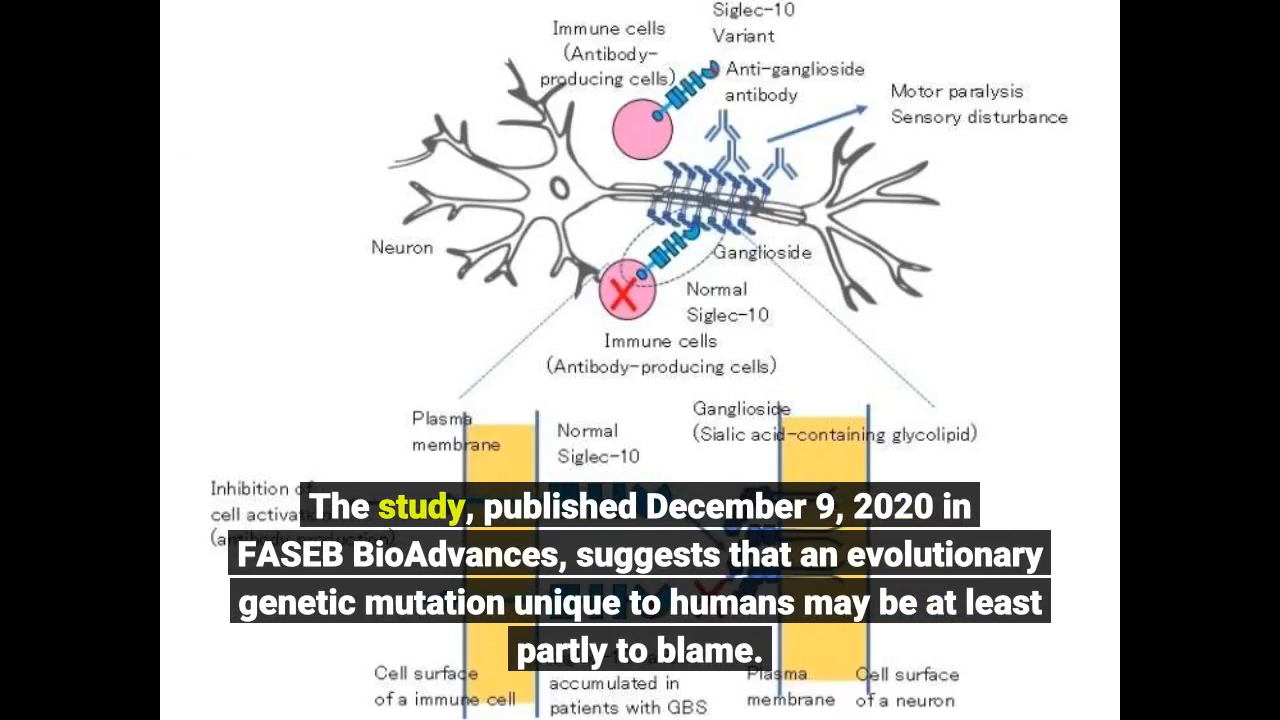 Siglec-10
Variant
Immune cells
(Antibody-
producing cells)
Anti-ganglioside
antibody
Motor paralysis
Sensory disturbance
Neuron
Ganglioside
Normal
Siglec-10
Immune cells
(Antibody-producing cells)
Plasma
membrane
Normal
Siglec-10
Ganglioside
(Sialic acid-containing glycolipid)
Inhibition of
cell activation
The study, published December 9, 2020 in
FASEB BioAdvances, suggests that an evolutionary
genetic mutation unique to humans may be at least
partly to blame.
Cell surface
of a immune cell
accumulated in
patients with GBS
Plasma
membrane
Cell surface
of a neuron